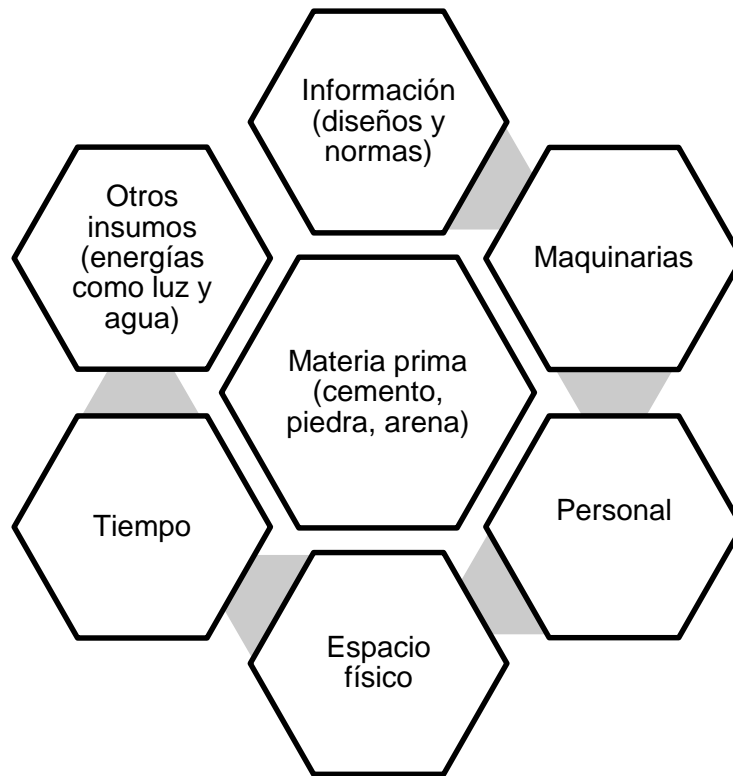 Información
(diseños y
normas)
Maquinarias
Personal
Espacio
físico
Tiempo
Otros
insumos
(energías
como luz y
agua)
Materia prima
(cemento,
piedra, arena)